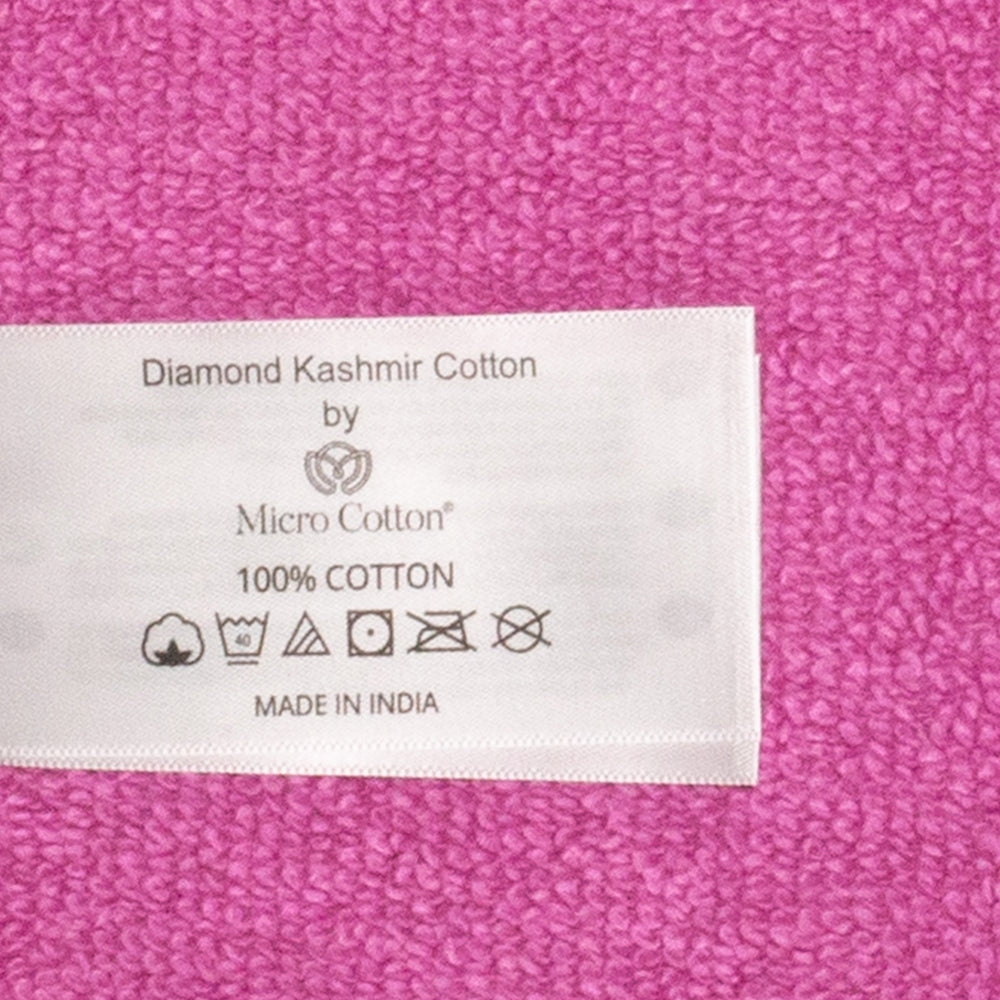 Diamond Kashmir Cotton
by
Micro Cotton®
100% COTTON
40
MADE IN INDIA